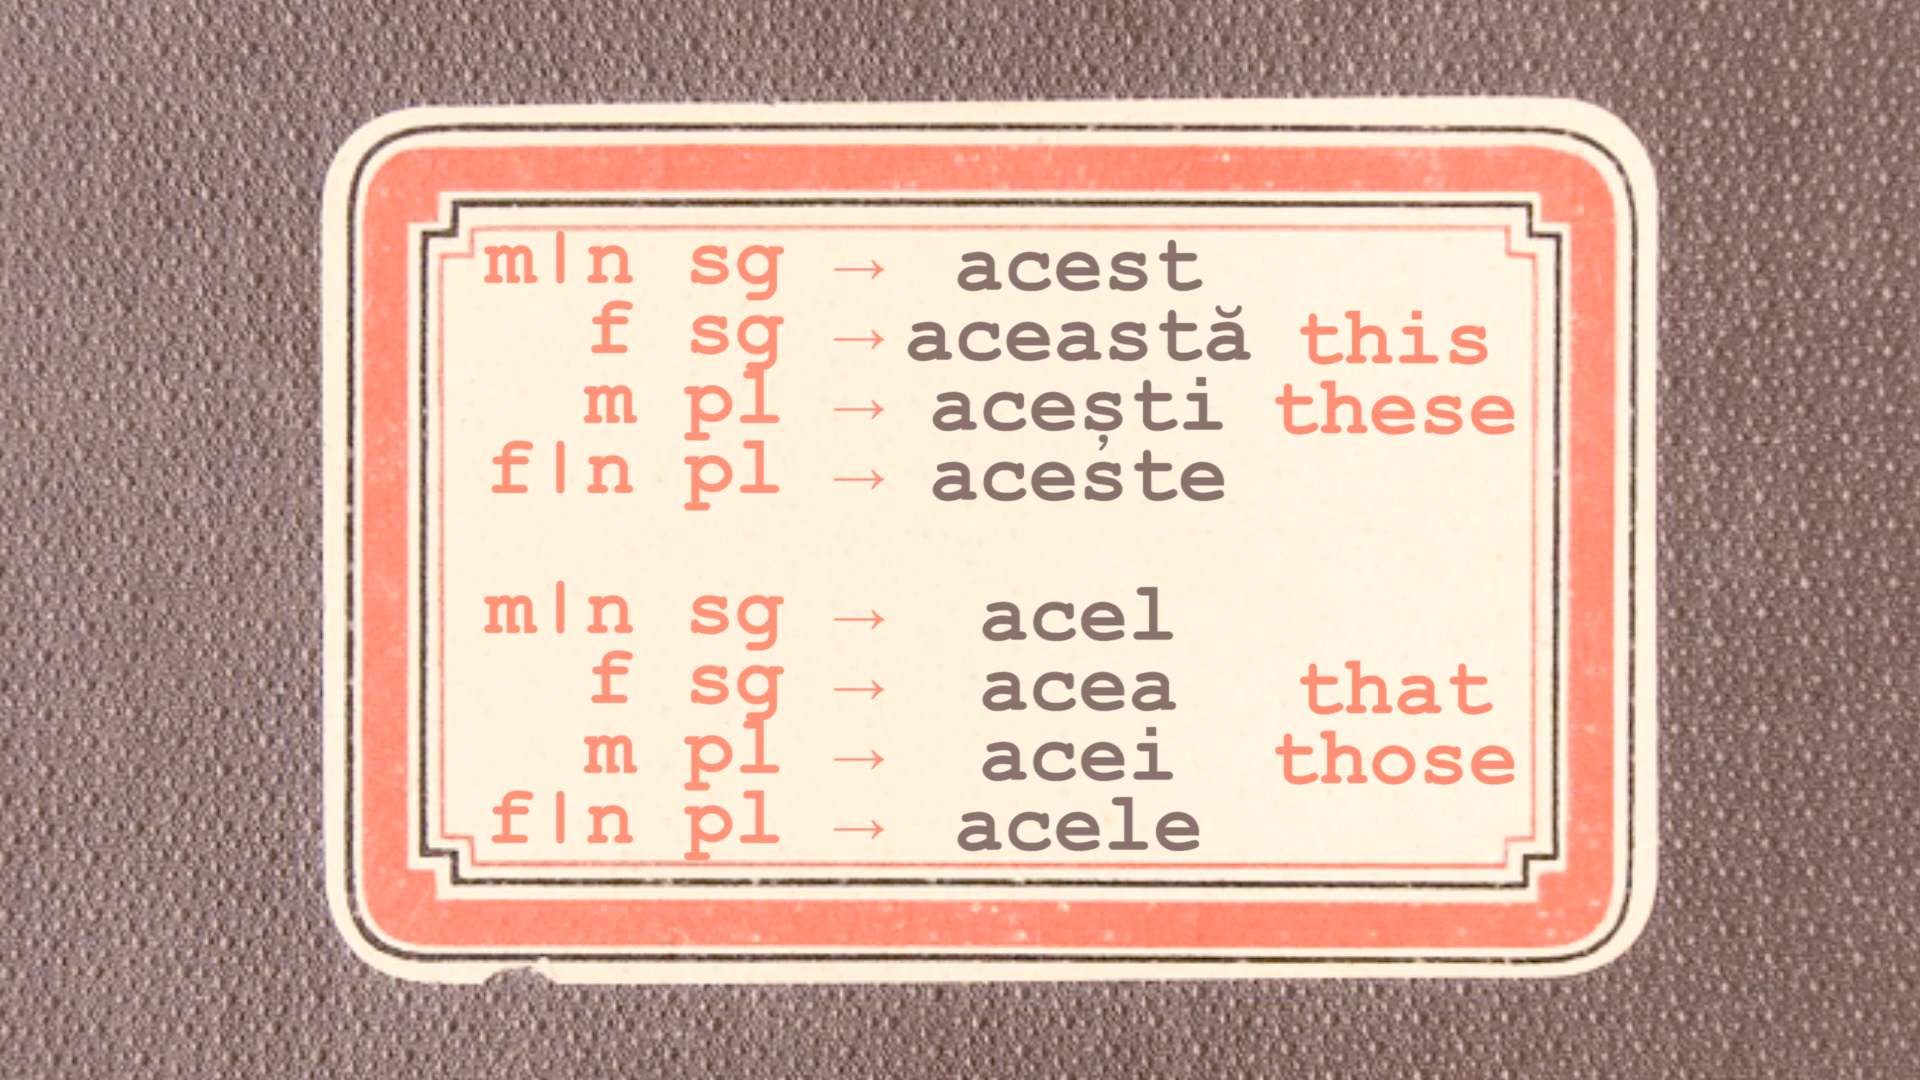 m|n sg → acest
f sg → această this
m pl → acești these
f|n pl → aceste
m|n sg → acel
f sg → acea that
m pl → acei those
f|n pl → acele